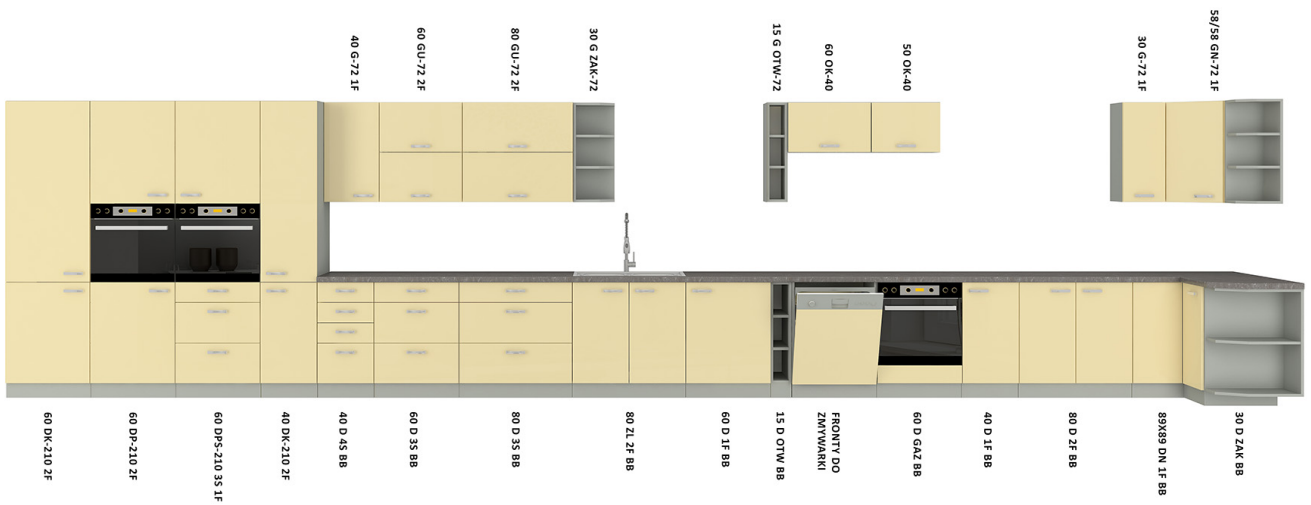 40 G-72 1F
60 GU-72 2F
80 GU-72 2F
30 G ZAK-72
15 G OTW-72
60 OK-40
50 OK-40
30 G-72 1F
58/58 GN-72 1F
60 DK-210 2F
60 DP-210 2F
60 DPS-210 3S 1F
40 DK-210 2F
40 D 4S BB
60 D 3S BB
80 D 3S BB
80 ZL 2F BB
60 D 1F BB
15 D OTW BB
FRONTY DO
ZMYWARKI
60 D GAZ BB
40 D 1F BB
80 D 2F BB
89X89 DN 1F BB
30 D ZAK BB